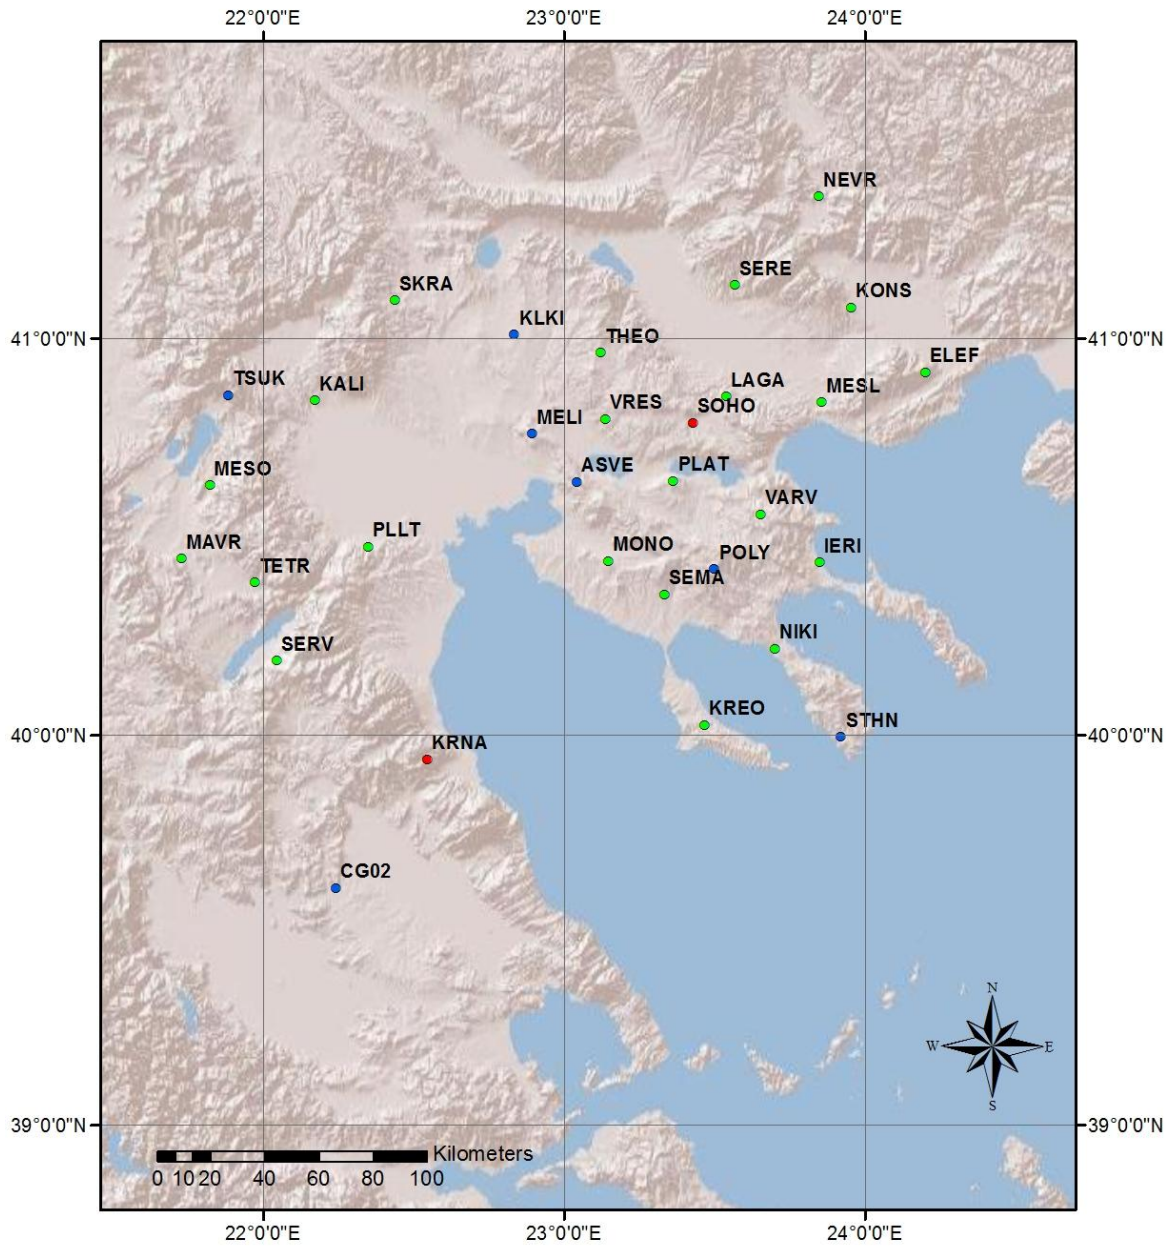 22°0'0"E 23°0'0"E 24°0'0"E
NEVR
SERE
SKRA
KONS
KLKI
THEO
41°0'0"N 41°0'0"N
ELEF
TSUK
KALI
LAGA
MESL
VRES
SOHO
MELI
MESO
ASVE
PLAT
VARV
PLLT
MAVR
MONO
POLY
IERI
TETR
SEMA
NIKI
SERV
KREO
STHN
40°0'0"N 40°0'0"N
KRNA
CG02
N
W E
S
39°0'0"N 39°0'0"N
Kilometers
0 10 20 40 60 80 100
22°0'0"E 23°0'0"E 24°0'0"E